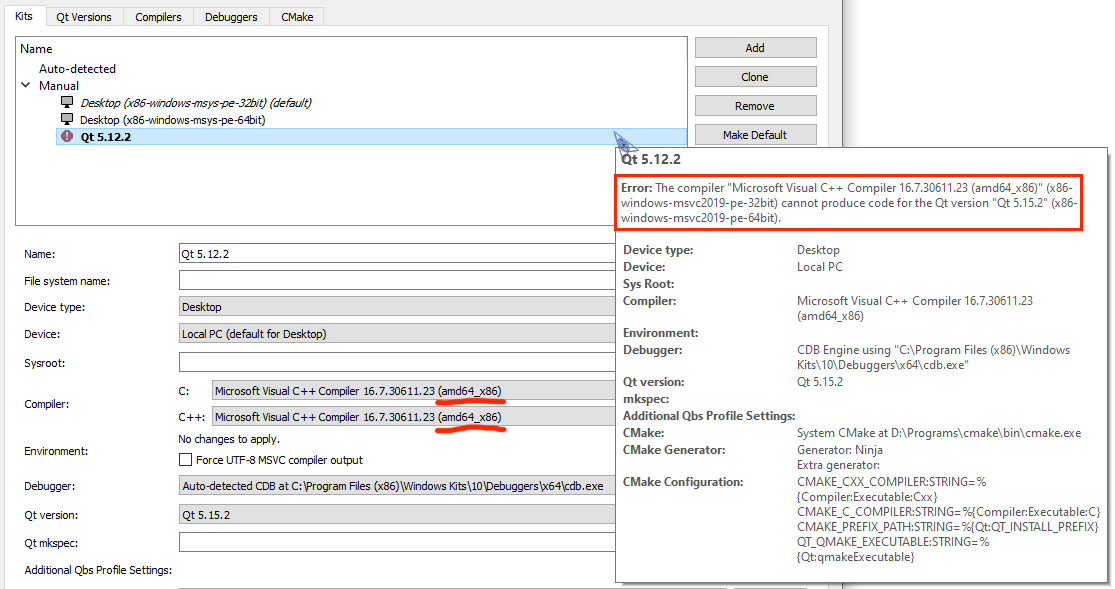 Kits
Qt Versions
Compilers
Debuggers
CMake
Name
Auto-detected
Manual
Desktop (x86-windows-msys-pe-32bit) (default)
Desktop (x86-windows-msys-pe-64bit)
Qt 5.12.2
Add
Clone
Remove
Make Default
Qt 5.12.2
Error: The compiler "Microsoft Visual C++ Compiler 16.7.30611.23 (amd64_x86)" (x86-
windows-msvc2019-pe-32bit) cannot produce code for the Qt version "Qt 5.15.2" (x86-
windows-msvc2019-pe-64bit).
Device type: Desktop
Device: Local PC
Sys Root:
Compiler: Microsoft Visual C++ Compiler 16.7.30611.23
(amd64_x86)
Environment:
Debugger: CDB Engine using "C:\Program Files (x86)\Windows
Kits\10\Debuggers\x64\cdb.exe"
Qt version: Qt 5.15.2
mkspec:
Additional Qbs Profile Settings:
CMake: System CMake at D:\Programs\cmake\bin\cmake.exe
CMake Generator: Generator: Ninja
Extra generator:
CMake Configuration: CMAKE_CXX_COMPILER:STRING=%
{Compiler:Executable:Cxx}
CMAKE_C_COMPILER:STRING=%{Compiler:Executable:C}
CMAKE_PREFIX_PATH:STRING=%{Qt:QT_INSTALL_PREFIX}
QT_QMAKE_EXECUTABLE:STRING=%
{Qt:qmakeExecutable}
Name: Qt 5.12.2
File system name:
Device type: Desktop
Device: Local PC (default for Desktop)
Sysroot:
Compiler:
C: Microsoft Visual C++ Compiler 16.7.30611.23 (amd64_x86)
C++: Microsoft Visual C++ Compiler 16.7.30611.23 (amd64_x86)
Environment:
No changes to apply.
Force UTF-8 MSVC compiler output
Debugger: Auto-detected CDB at C:\Program Files (x86)\Windows Kits\10\Debuggers\x64\cdb.exe
Qt version: Qt 5.15.2
Qt mkspec:
Additional Qbs Profile Settings: